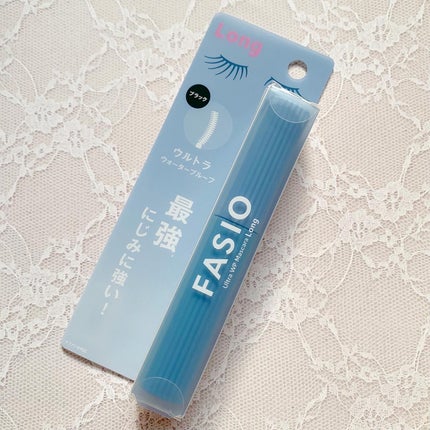 Long
ブラック
ウルトラ
ウォータープルーフ
最強
にじみに強い!
FASIO
Ultra WP Mascara Long